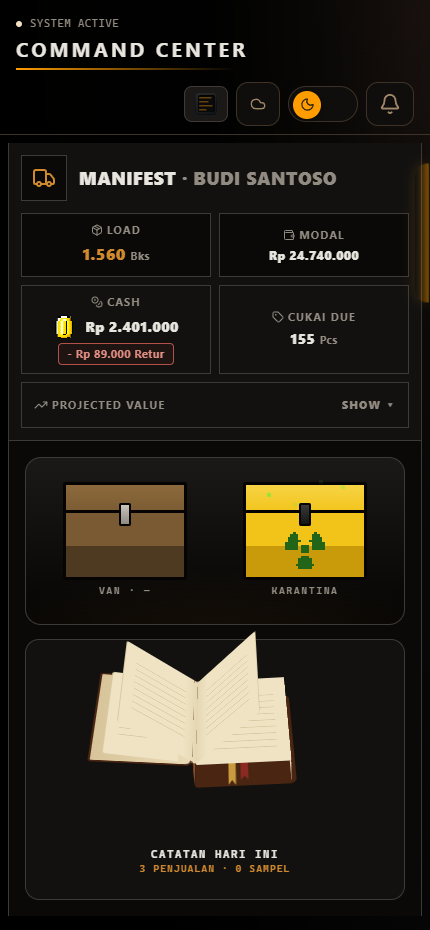 SYSTEM ACTIVE
COMMAND CENTER
MANIFEST · BUDI SANTOSO
LOAD
1.560 Bks
MODAL
Rp 24.740.000
CASH
Rp 2.401.000
- Rp 89.000 Retur
CUKAI DUE
155 Pcs
PROJECTED VALUE
SHOW ▼
VAN · —
KARANTINA
CATATAN HARI INI
3 PENJUALAN · 0 SAMPEL